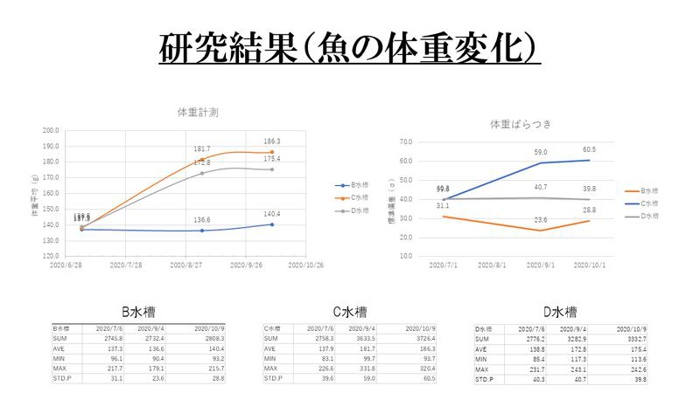 研究結果(魚の体重変化)
体重計測
200.0
190.0
180.0
170.0
160.0
150.0
140.0
130.0
120.0
体重平均 (g)
181.7
186.3
172.8
175.4
136.6
140.4
2020/6/28 2020/7/28 2020/8/27 2020/9/26 2020/10/26
B水槽
C水槽
D水槽
体重ばらつき
70.0
60.0
50.0
40.0
30.0
20.0
10.0
標準偏差 (σ)
59.0
60.5
40.7
39.8
31.1
23.6
28.8
2020/7/1 2020/8/1 2020/9/1 2020/10/1
B水槽
C水槽
D水槽
B水槽
B水槽 2020/7/6 2020/9/4 2020/10/9
SUM 2745.8 2732.4 2808.3
AVE 137.3 136.6 140.4
MIN 96.1 90.4 93.2
MAX 217.7 179.1 215.7
STD.P 31.1 23.6 28.8
C水槽
C水槽 2020/7/6 2020/9/4 2020/10/9
SUM 2758.3 3633.5 3726.4
AVE 137.9 181.7 186.3
MIN 83.1 99.7 93.7
MAX 226.6 331.8 320.4
STD.P 39.6 59.0 60.5
D水槽
D水槽 2020/7/6 2020/9/4 2020/10/9
SUM 2776.2 3282.9 3332.7
AVE 138.8 172.8 175.4
MIN 85.4 117.3 113.6
MAX 231.7 243.1 242.6
STD.P 40.3 40.7 39.8